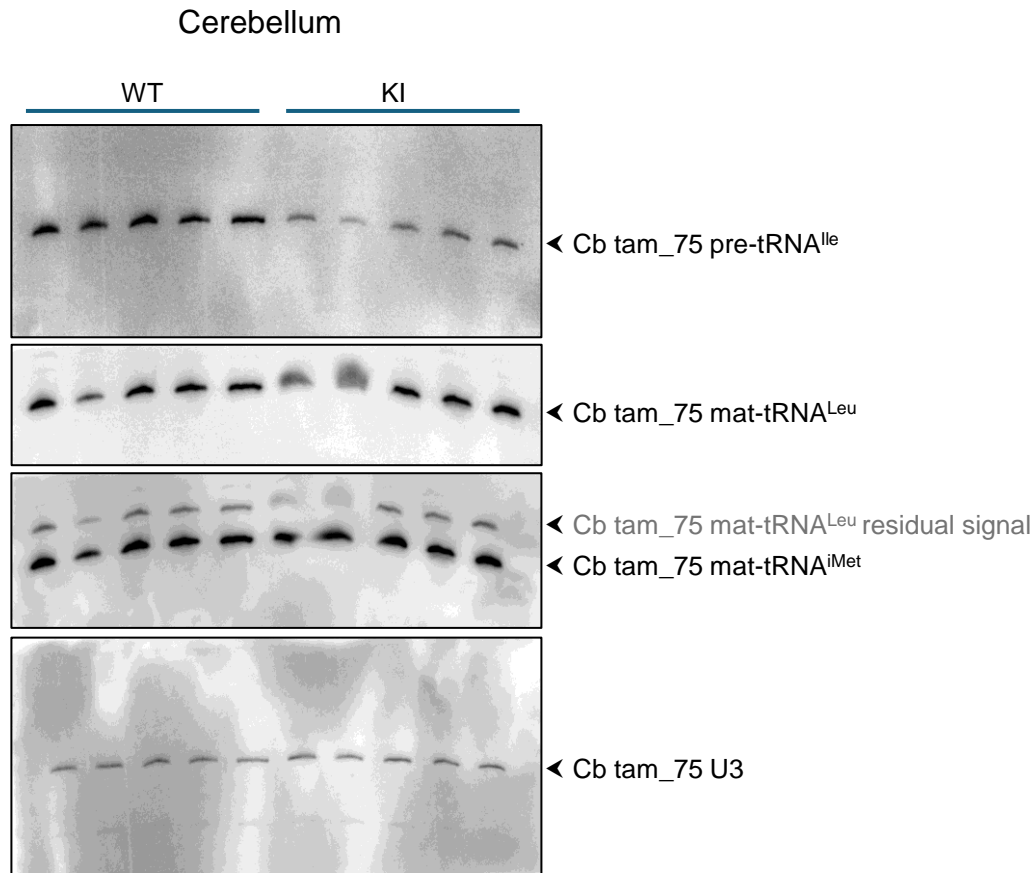 Cerebellum
WT KI
Cb tam_75 pre-tRNAIle
Cb tam_75 mat-tRNALeu
Cb tam_75 mat-tRNALeu residual signal
Cb tam_75 mat-tRNAiMet
Cb tam_75 U3